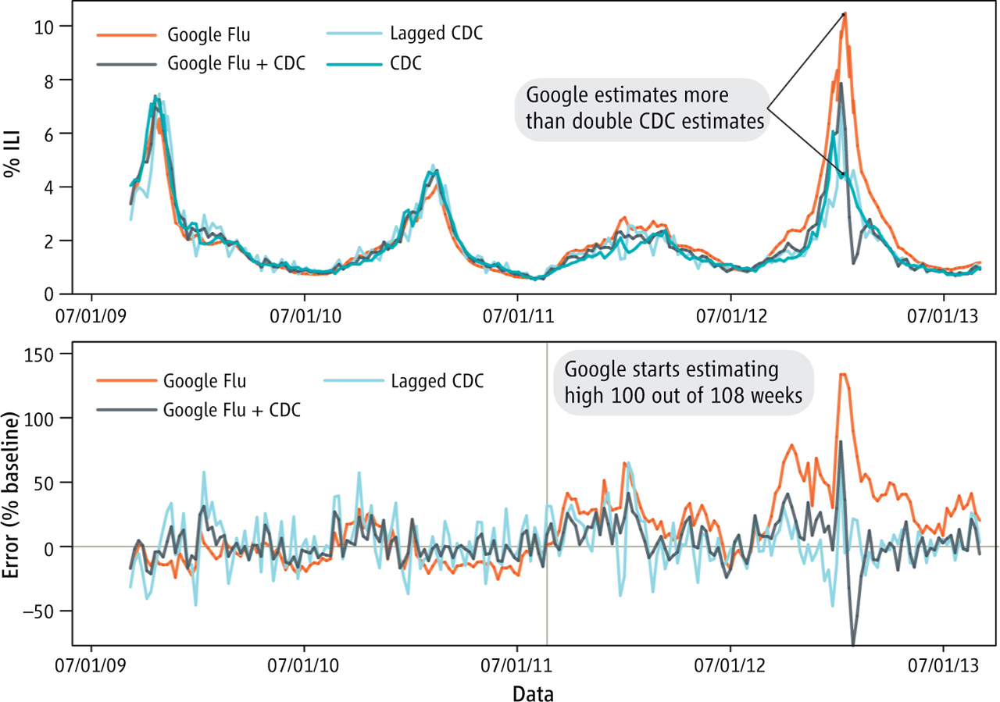 10
8
6
4
2
0
% ILI
Google Flu
Google Flu + CDC
Lagged CDC
CDC
Google estimates more
than double CDC estimates
07/01/09
07/01/10
07/01/11
07/01/12
07/01/13
150
100
50
0
–50
Error (% baseline)
Google Flu
Google Flu + CDC
Lagged CDC
Google starts estimating
high 100 out of 108 weeks
07/01/09
07/01/10
07/01/11
07/01/12
07/01/13
Data